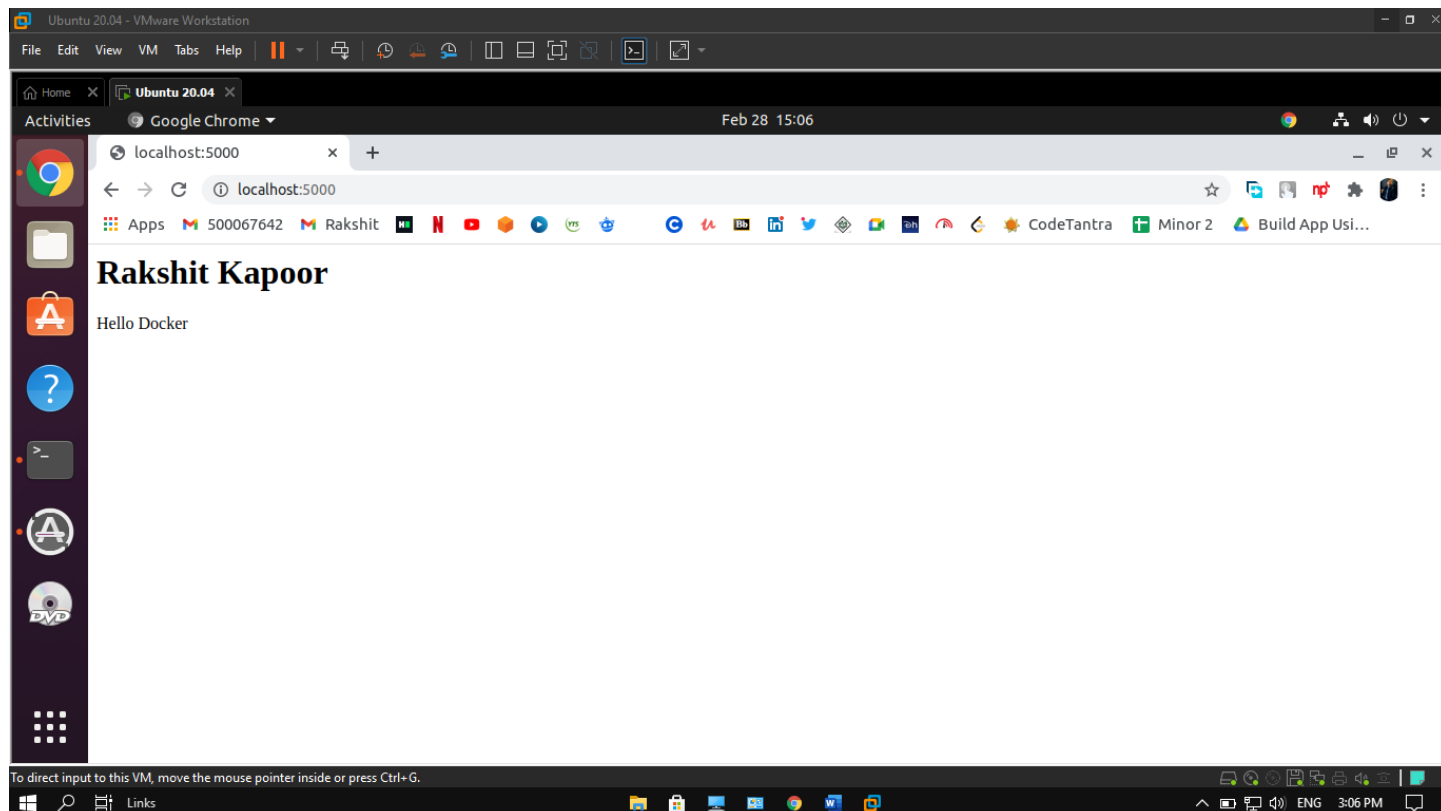 Ubuntu 20.04 - VMware Workstation
File Edit View VM Tabs Help
Home Ubuntu 20.04
Activities Google Chrome Feb 28 15:06
localhost:5000
localhost:5000
Apps 500067642 Rakshit CodeTantra Minor 2 Build App Usi...
Rakshit Kapoor
Hello Docker
DVD
To direct input to this VM, move the mouse pointer inside or press Ctrl+G.
Links ENG 3:06 PM